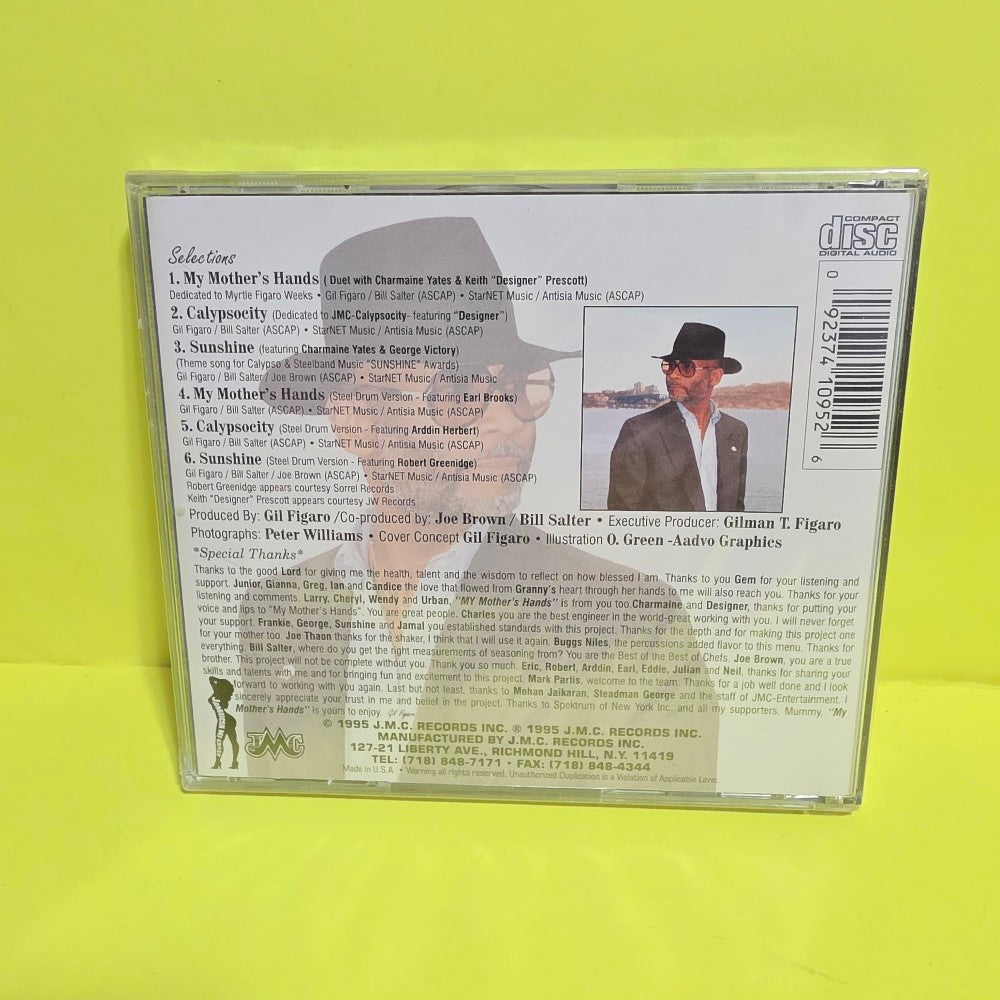 Selections
1. My Mother's Hands ( Duet with Charmaine Yates & Keith "Designer" Prescott)
Dedicated to Myrtle Figaro Weeks • Gil Figaro / Bill Salter (ASCAP) • StarNET Music / Antisia Music (ASCAP)
2. Calypsocity (Dedicated to JMC-Calypsocity- featuring "Designer")
Gil Figaro / Bill Salter (ASCAP) • StarNET Music / Antisia Music (ASCAP)
3. Sunshine (featuring Charmaine Yates & George Victory)
(Theme song for Calypso & Steelband Music "SUNSHINE" Awards)
Gil Figaro / Bill Salter/ Joe Brown (ASCAP) • StarNET Music / Antisia Music
4. My Mother's Hands (Steel Drum Version - Featuring Earl Brooks)
Gil Figaro / Bill Salter (ASCAP) • StarNET Music / Antisia Music (ASCAP)
5. Calypsocity (Steel Drum Version - Featuring Arddin Herbert)
Gil Figaro / Bill Salter (ASCAP) • StarNET Music / Antisia Music (ASCAP)
6. Sunshine (Steel Drum Version - Featuring Robert Greenidge)
Gil Figaro / Bill Salter / Joe Brown (ASCAP) • StarNET Music / Antisia Music (ASCAP)
Robert Greenidge appears courtesy Sorrel Records
Keith "Designer" Prescott appears courtesy JW Records
COMPACT
disc
DIGITAL AUDIO
0 92374 10952 6
Produced By: Gil Figaro /Co-produced by: Joe Brown / Bill Salter • Executive Producer: Gilman T. Figaro
Photographs: Peter Williams • Cover Concept Gil Figaro • Illustration O. Green -Aadvo Graphics
*Special Thanks*
Thanks to the good Lord for giving me the health, talent and the wisdom to reflect on how blessed I am. Thanks to you Gem for your listening and
support. Junior, Gianna, Greg, Ian and Candice the love that flowed from Granny's heart through her hands to me will also reach you. Thanks for your
listening and comments. Larry, Cheryl, Wendy and Urban, "MY Mother's Hands" is from you too. Charmaine and Designer, thanks for putting your
voice and lips to "My Mother's Hands". You are great people. Charles you are the best engineer in the world-great working with you. I will never forget
your support. Frankie, George, Sunshine and Jamal you established standards with this project. Thanks for the depth and for making this project one
for your mother too. Joe Thaon thanks for the shaker, I think that I will use it again. Buggs Niles, the percussions added flavor to this menu. Thanks for
everything. Bill Salter, where do you get the right measurements of seasoning from? You are the Best of the Best of Chefs. Joe Brown, you are a true
brother. This project will not be complete without you. Thank you so much. Eric, Robert, Arddin, Earl, Eddie, Julian and Neil, thanks for sharing your
skills and talents with me and for bringing fun and excitement to this project. Mark Parlis, welcome to the team. Thanks for a job well done and I look
forward to working with you again. Last but not least, thanks to Mohan Jaikaran, Steadman George and the staff of JMC-Entertainment. I
sincerely appreciate your trust in me and belief in the project. Thanks to Spektrum of New York Inc. and all my supporters. Mummy, "My
Mother's Hands" is yours to enjoy. Gil Figaro
JMC
© 1995 J.M.C. RECORDS INC. ® 1995 J.M.C. RECORDS INC.
MANUFACTURED BY J.M.C. RECORDS INC.
127-21 LIBERTY AVE., RICHMOND HILL, N.Y. 11419
TEL: (718) 848-7171 • FAX: (718) 848-4344
Made in U.S.A. • Warning all rights reserved, Unauthorized Duplication is a Violation of Applicable Laws.